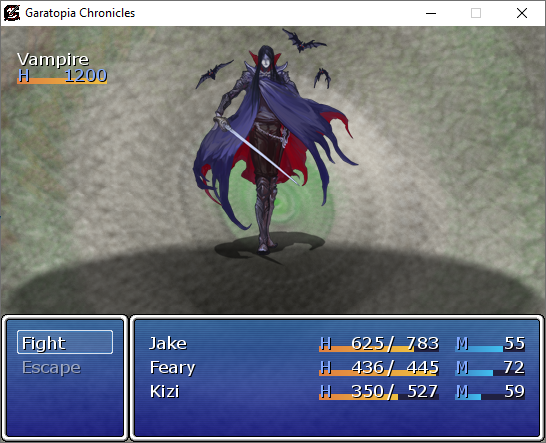 Garatopia Chronicles
Vampire
H 1200
Fight
Escape
Jake H 625/ 783 M 55
Feary H 436/ 445 M 72
Kizi H 350/ 527 M 59